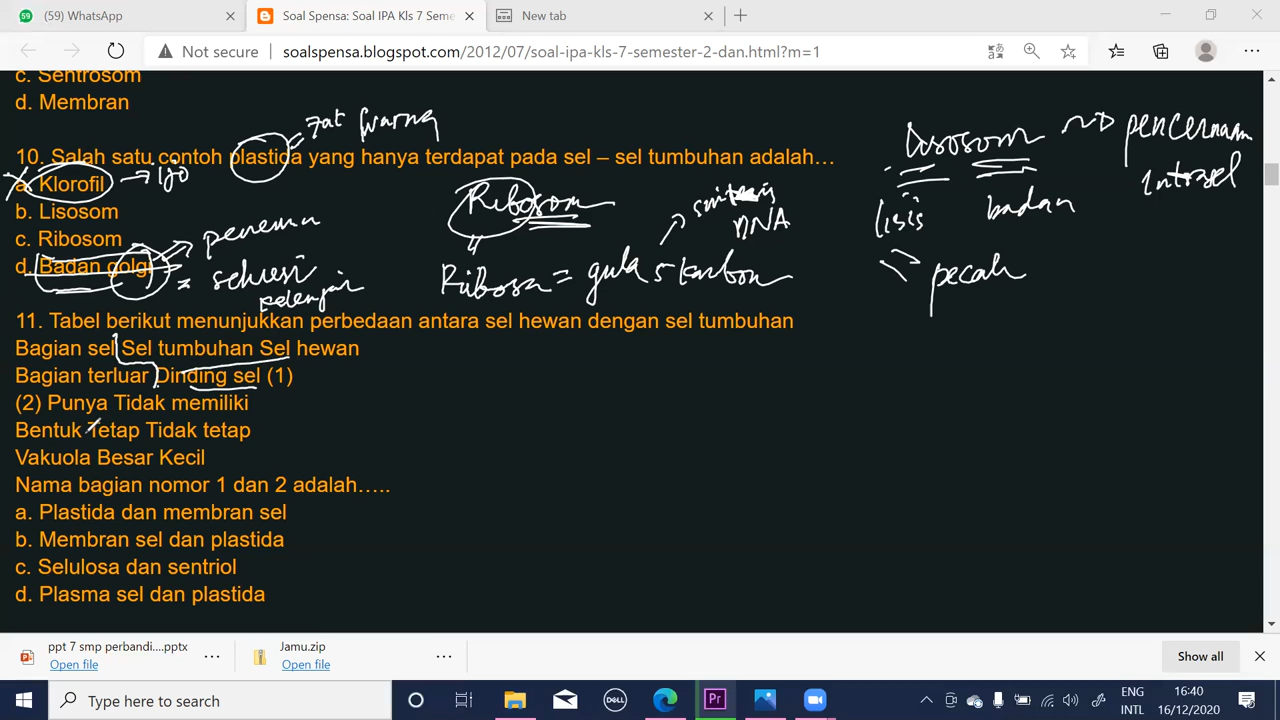 (59) WhatsApp
Soal Spensa: Soal IPA Kls 7 Seme
New tab
Not secure
soalspensa.blogspot.com/2012/07/soal-ipa-kls-7-semester-2-dan.html?m=1
c. Sentrosom
d. Membran
zat warna
10. Salah satu contoh plastida yang hanya terdapat pada sel – sel tumbuhan adalah…
a. Klorofil
ijo
b. Lisosom
c. Ribosom
d. Badan golgi
penemu
sekresi
Ribosom
Ribosa = gula 5 karbon
DNA
Lisosom
pencernaan
intrasel
lisis
badan
pecah
11. Tabel berikut menunjukkan perbedaan antara sel hewan dengan sel tumbuhan
Bagian sel Sel tumbuhan Sel hewan
Bagian terluar Dinding sel (1)
(2) Punya Tidak memiliki
Bentuk Tetap Tidak tetap
Vakuola Besar Kecil
Nama bagian nomor 1 dan 2 adalah…..
a. Plastida dan membran sel
b. Membran sel dan plastida
c. Selulosa dan sentriol
d. Plasma sel dan plastida
ppt 7 smp perbandi....pptx
Open file
Jamu.zip
Open file
Show all
Type here to search
DELL
Pr
ENG
INTL
16:40
16/12/2020